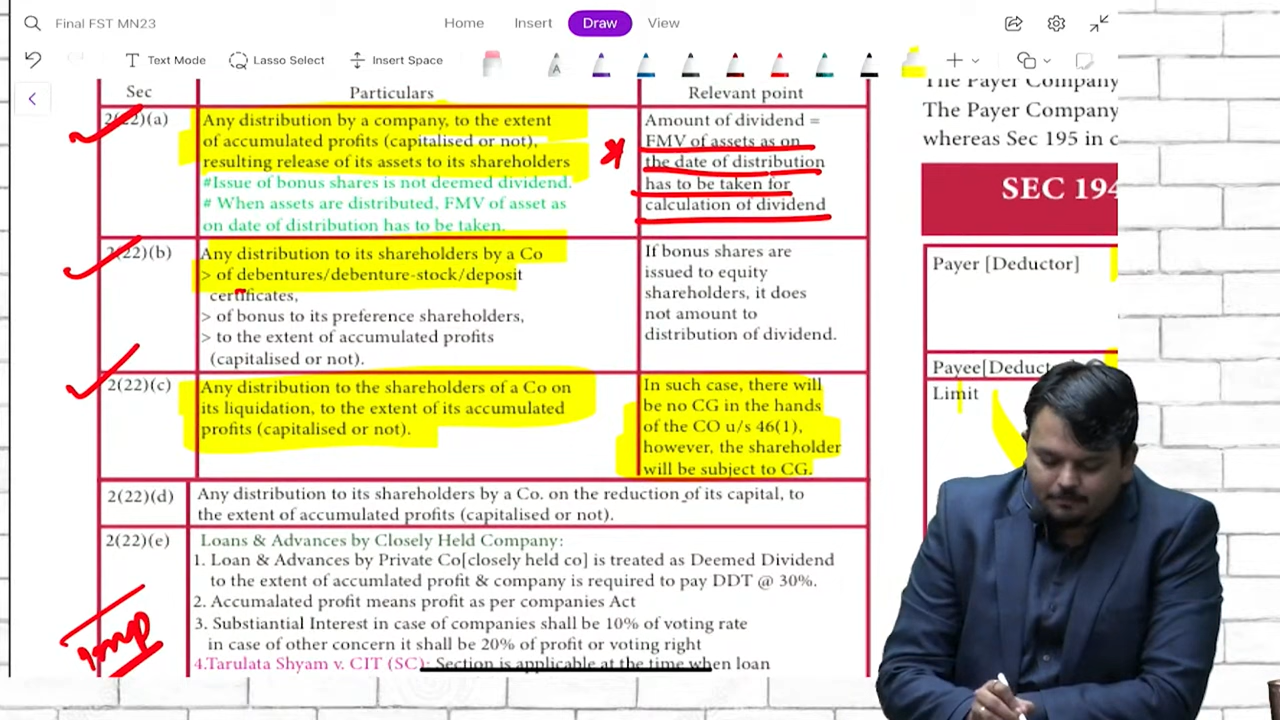 Final FST MN23
Home Insert Draw View
Text Mode Lasso Select Insert Space
Sec Particulars Relevant point
2(22)(a)
Any distribution by a company, to the extent
of accumulated profits (capitalised or not),
resulting release of its assets to its shareholders
#Issue of bonus shares is not deemed dividend.
# When assets are distributed, FMV of asset as
on date of distribution has to be taken.
Amount of dividend =
FMV of assets as on
the date of distribution
has to be taken for
calculation of dividend
2(22)(b)
Any distribution to its shareholders by a Co
> of debentures/debenture-stock/deposit
certificates,
> of bonus to its preference shareholders,
> to the extent of accumulated profits
(capitalised or not).
If bonus shares are
issued to equity
shareholders, it does
not amount to
distribution of dividend.
2(22)(c)
Any distribution to the shareholders of a Co on
its liquidation, to the extent of its accumulated
profits (capitalised or not).
In such case, there will
be no CG in the hands
of the CO u/s 46(1),
however, the shareholder
will be subject to CG.
2(22)(d)
Any distribution to its shareholders by a Co. on the reduction of its capital, to
the extent of accumulated profits (capitalised or not).
2(22)(e)
Loans & Advances by Closely Held Company:
1. Loan & Advances by Private Co[closely held co] is treated as Deemed Dividend
to the extent of accumlated profit & company is required to pay DDT @ 30%.
2. Accumalated profit means profit as per companies Act
3. Substiantial Interest in case of companies shall be 10% of voting rate
in case of other concern it shall be 20% of profit or voting right
4.Tarulata Shyam v. CIT (SC): Section is applicable at the time when loan
Imp
The Payer Company
The Payer Company
whereas Sec 195 in c
SEC 194
Payer [Deductor]
Payee[Deduct
Limit